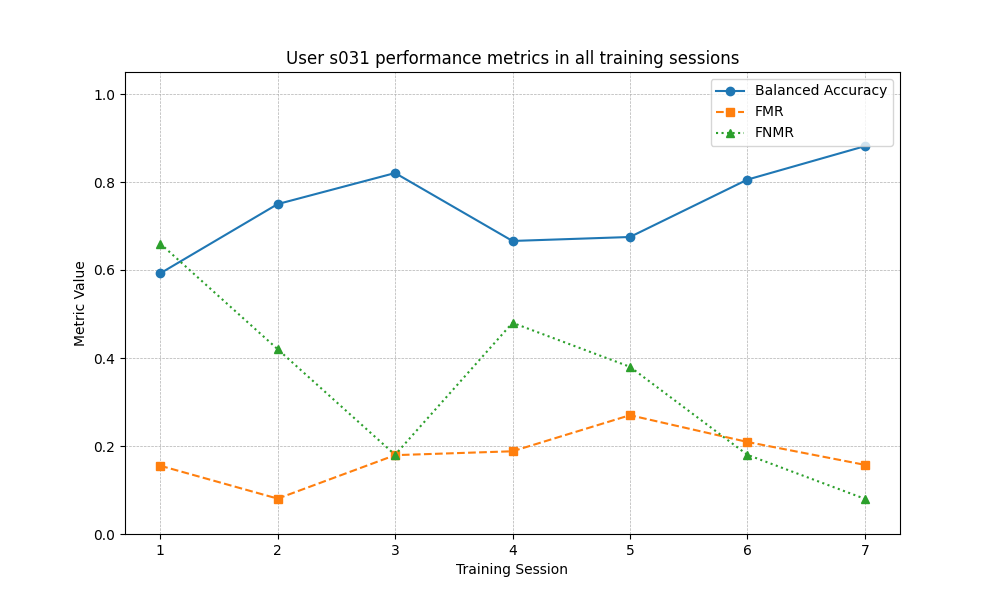 User s031 performance metrics in all training sessions
Balanced Accuracy
FMR
FNMR
Metric Value
1.0
0.8
0.6
0.4
0.2
0.0
1 2 3 4 5 6 7
Training Session